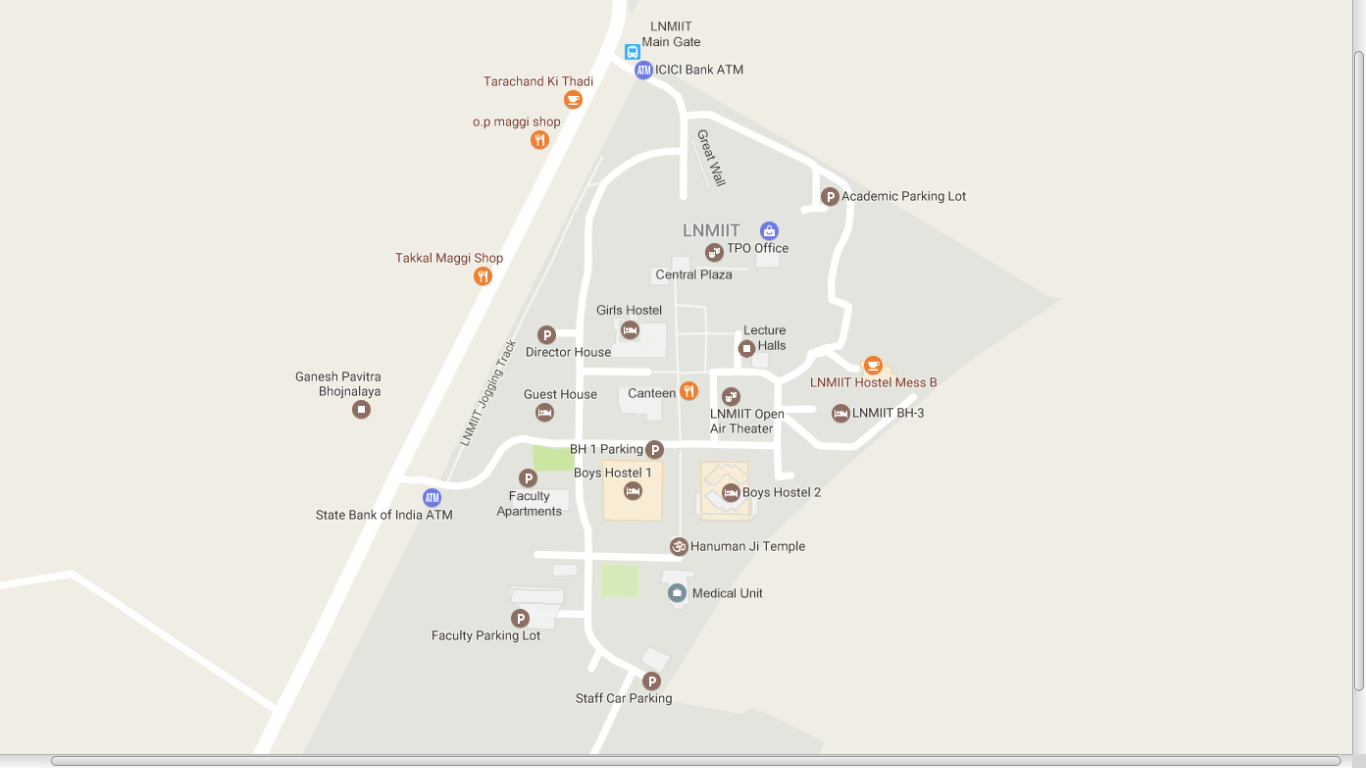 LNMIIT
Main Gate
ATM
ICICI Bank ATM
Tarachand Ki Thadi
o.p maggi shop
Great Wall
P
Academic Parking Lot
LNMIIT
TPO Office
Takkal Maggi Shop
Central Plaza
Girls Hostel
P
Director House
Lecture
Halls
LNMIIT Jogging Track
Ganesh Pavitra
Bhojnalaya
LNMIIT Hostel Mess B
Guest House
Canteen
LNMIIT Open
Air Theater
LNMIIT BH-3
BH 1 Parking
P
Boys Hostel 1
P
Faculty
Apartments
Boys Hostel 2
ATM
State Bank of India ATM
ॐ
Hanuman Ji Temple
Medical Unit
P
Faculty Parking Lot
P
Staff Car Parking